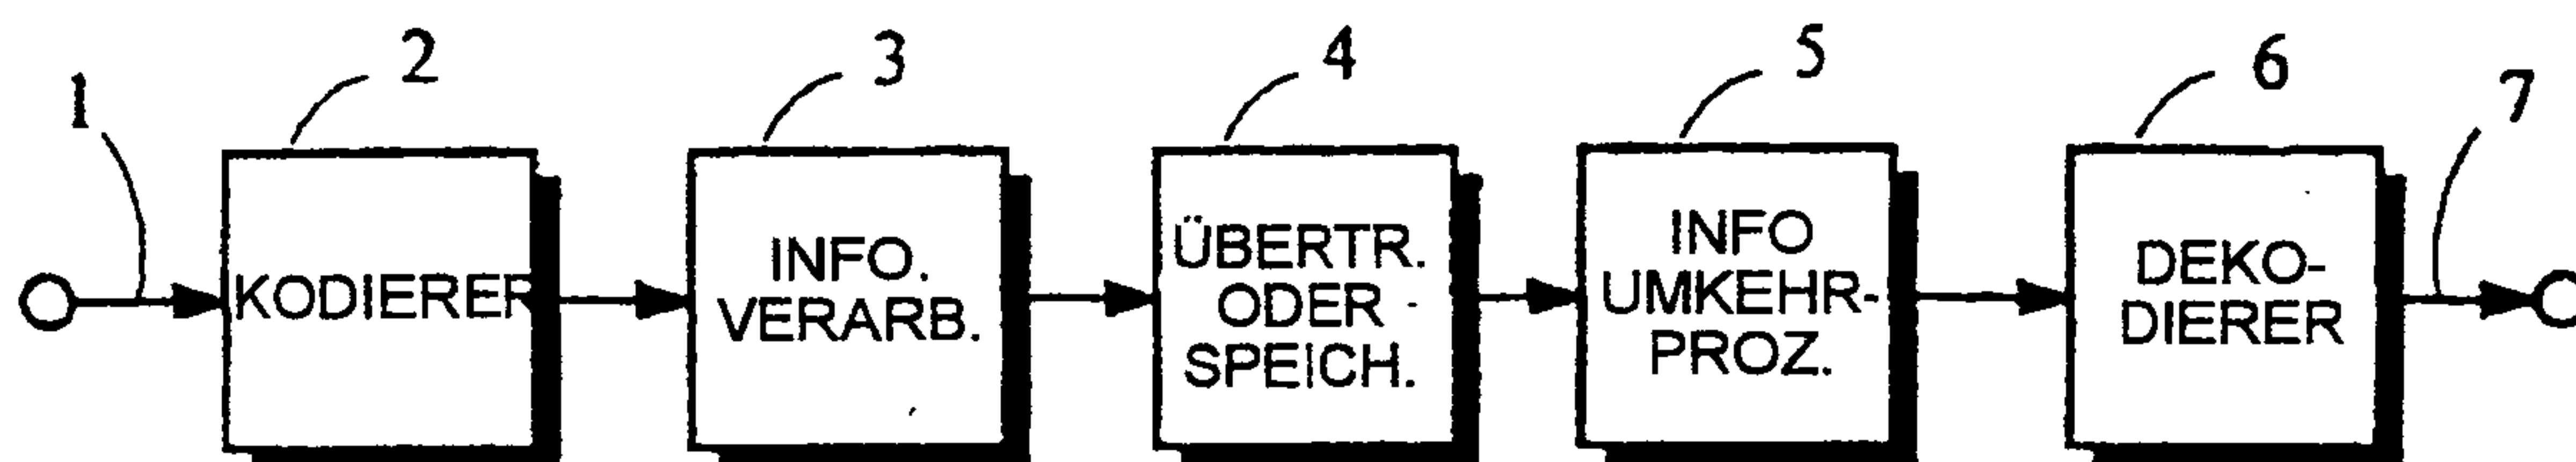 1
2
3
4
5
6
7
KODIERER
INFO.
VERARB.
ÜBERTR.
ODER
SPEICH.
INFO
UMKEHR-
PROZ.
DEKO-
DIERER